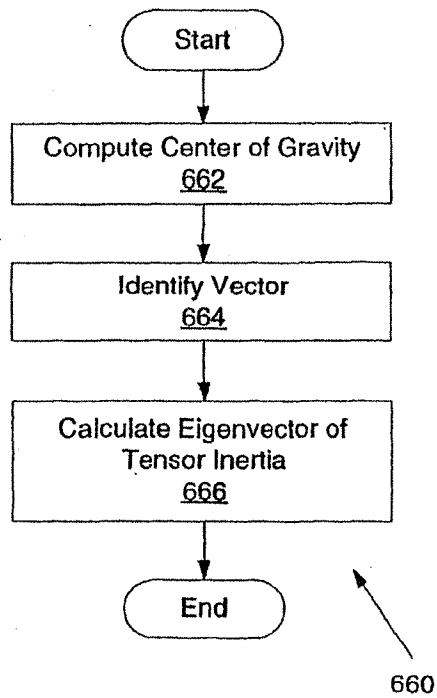 Start
Compute Center of Gravity
662
Identify Vector
664
Calculate Eigenvector of
Tensor Inertia
666
End
660